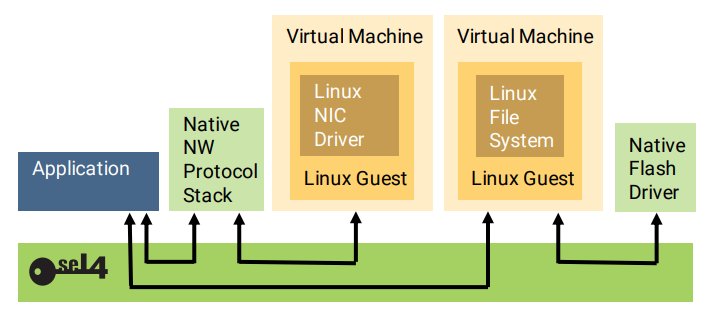 Virtual Machine
Virtual Machine
Linux
NIC
Driver
Linux Guest
Linux
File
System
Linux Guest
Native
NW
Protocol
Stack
Application
Native
Flash
Driver
seL4